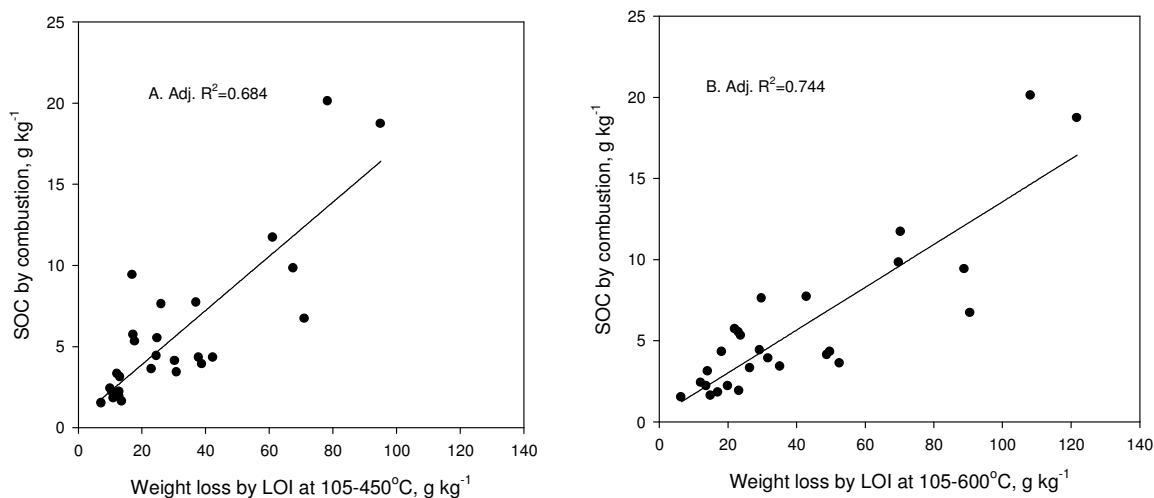 A. Adj. R²=0.684
SOC by combustion, g kg⁻¹
25
20
15
10
5
0
0 20 40 60 80 100 120 140
Weight loss by LOI at 105-450°C, g kg⁻¹
B. Adj. R²=0.744
SOC by combustion, g kg⁻¹
25
20
15
10
5
0
0 20 40 60 80 100 120 140
Weight loss by LOI at 105-600°C, g kg⁻¹